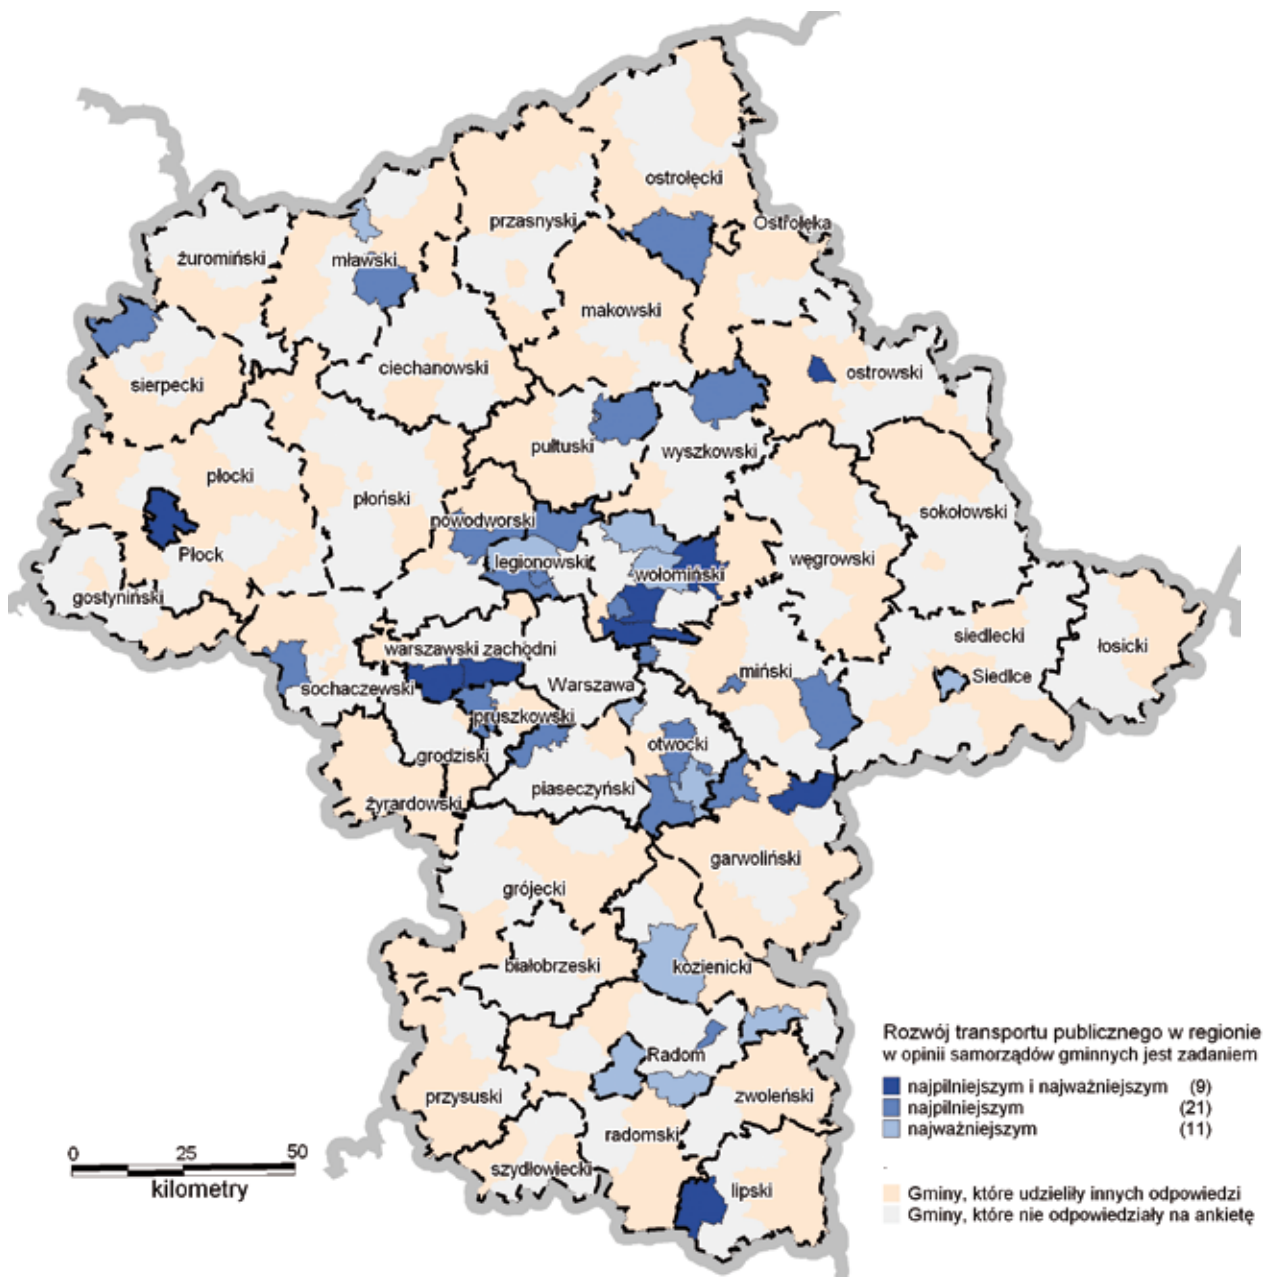 ostrołęcki
Ostrołęka
przasnyski
żuromiński
mławski
makowski
ciechanowski
ostrowski
sierpecki
pułtuski
wyszkowski
płocki
płoński
sokołowski
nowodworski
Płock
legionowski
wołomiński
węgrowski
gostyniński
siedlecki
łosicki
warszawski zachodni
miński
Siedlce
sochaczewski
Warszawa
pruszkowski
otwocki
grodziski
piaseczyński
żyrardowski
garwoliński
grójecki
białobrzeski
kozienicki
Radom
przysuski
zwoleński
radomski
szydłowiecki
lipski
Rozwój transportu publicznego w regionie
w opinii samorządów gminnych jest zadaniem
najpilniejszym i najważniejszym (9)
najpilniejszym (21)
najważniejszym (11)
Gminy, które udzieliły innych odpowiedzi
Gminy, które nie odpowiedziały na ankietę
0 25 50
kilometry